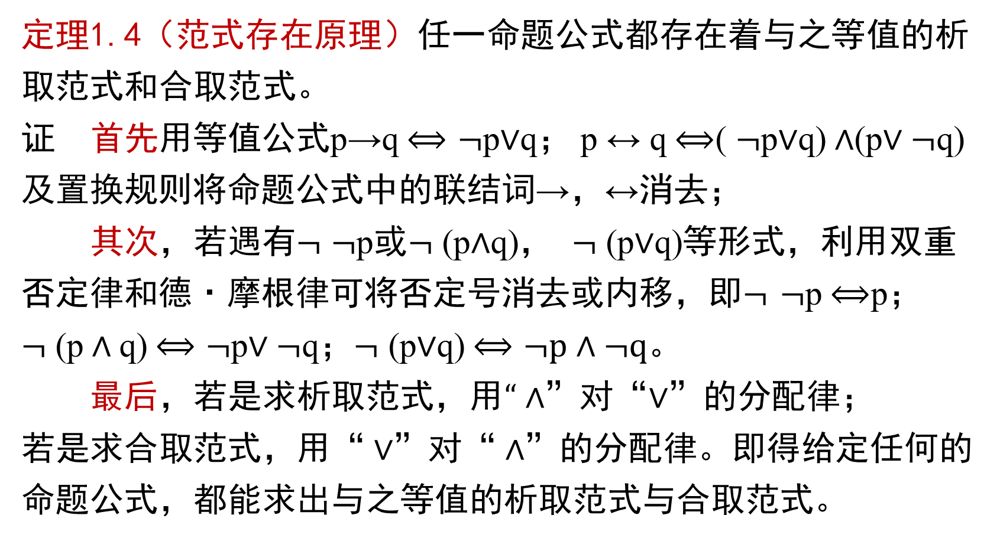 定理1.4（范式存在原理）任一命题公式都存在着与之等值的析
取范式和合取范式。
证　首先用等值公式p→q ⇔ ¬p∨q； p ↔ q ⇔( ¬p∨q) ∧(p∨ ¬q)
及置换规则将命题公式中的联结词→，↔消去；
其次，若遇有¬ ¬p或¬ (p∧q)， ¬ (p∨q)等形式，利用双重
否定律和德·摩根律可将否定号消去或内移，即¬ ¬p ⇔p；
¬ (p ∧ q) ⇔ ¬p∨ ¬q；¬ (p∨q) ⇔ ¬p ∧ ¬q。
最后，若是求析取范式，用“ ∧”对“∨”的分配律；
若是求合取范式，用“ ∨”对“ ∧”的分配律。即得给定任何的
命题公式，都能求出与之等值的析取范式与合取范式。